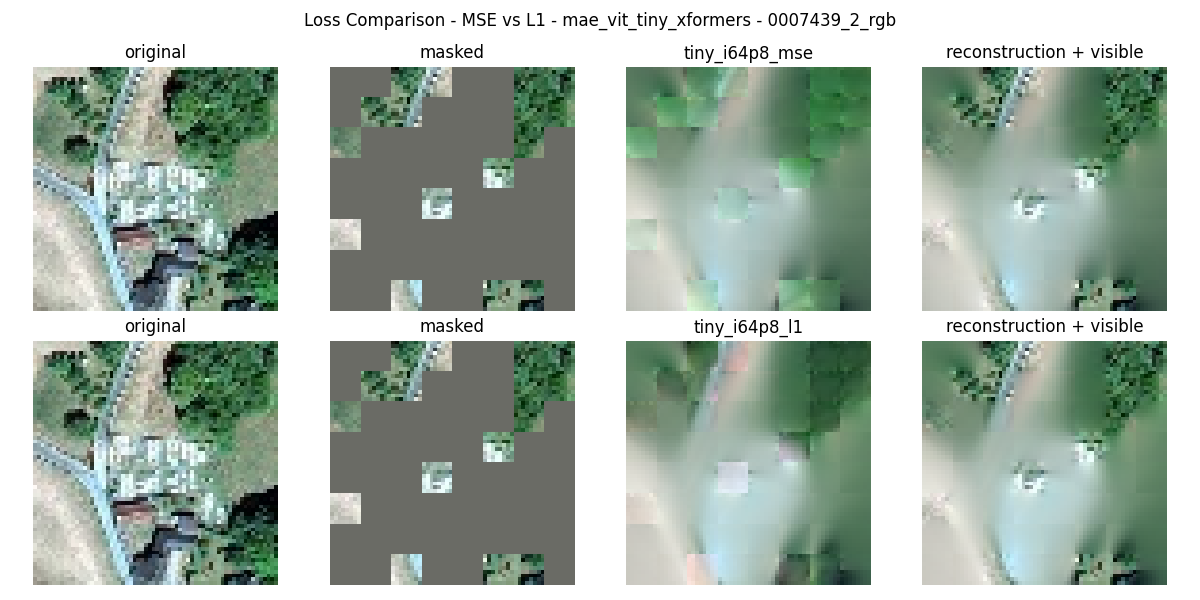 Loss Comparison - MSE vs L1 - mae_vit_tiny_xformers - 0007439_2_rgb
original
masked
tiny_i64p8_mse
reconstruction + visible
original
masked
tiny_i64p8_l1
reconstruction + visible